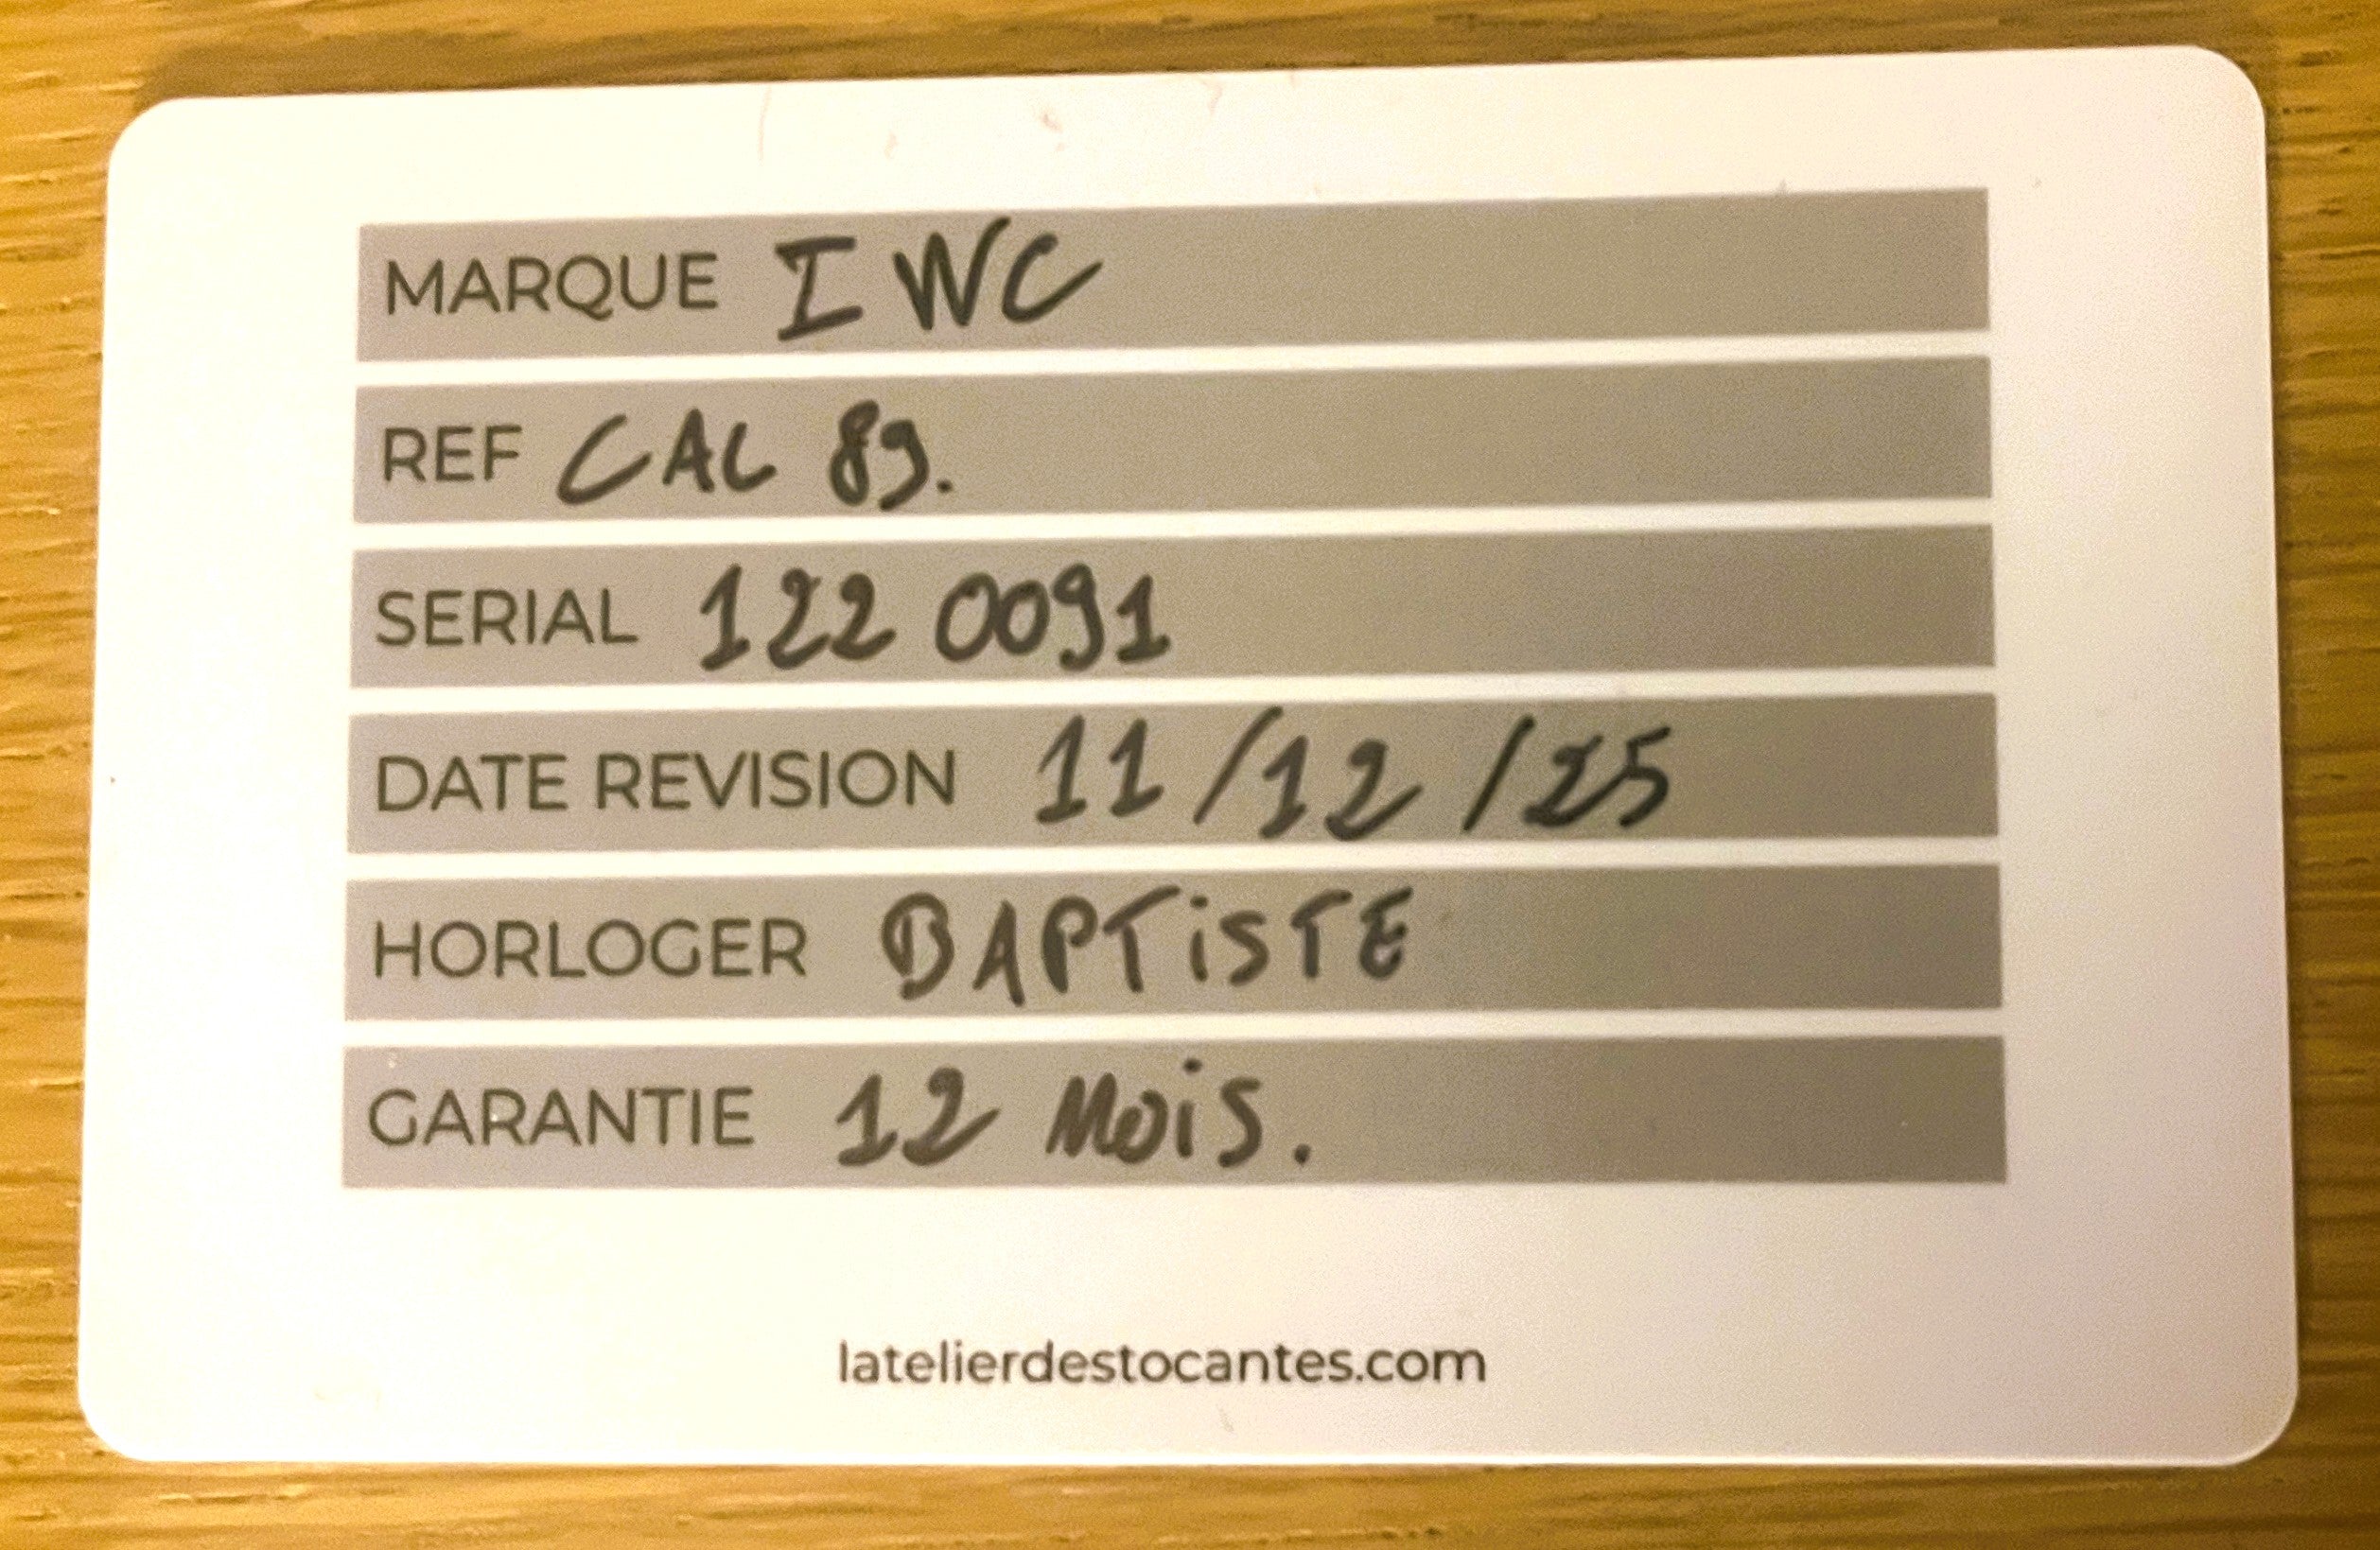 MARQUE IWC
REF CAL 89.
SERIAL 122 0091
DATE REVISION 11/12/25
HORLOGER BAPTiSTE
GARANTIE 12 Mois.
latelierdestocantes.com